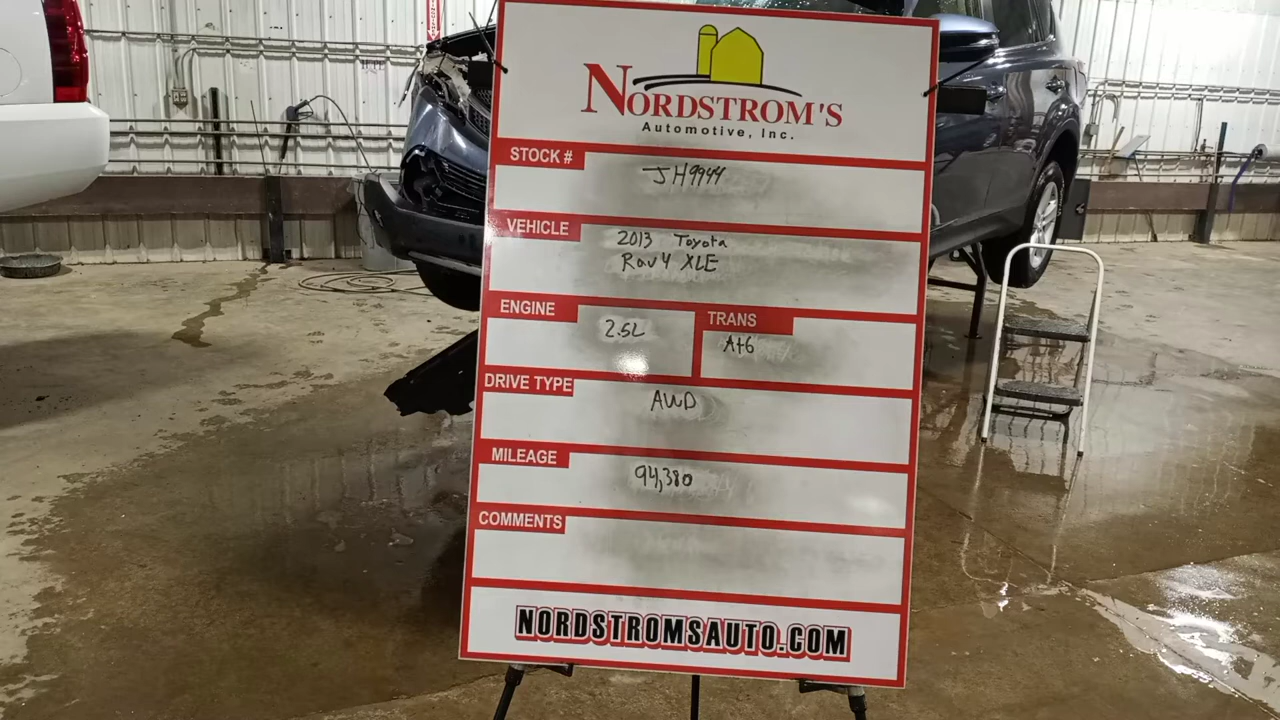 NORDSTROM'S
Automotive, Inc.
STOCK #
JH9944
VEHICLE
2013 Toyota
Rav4 XLE
ENGINE
2.5L
TRANS
At6
DRIVE TYPE
AWD
MILEAGE
94,380
COMMENTS
NORDSTROMSAUTO.COM